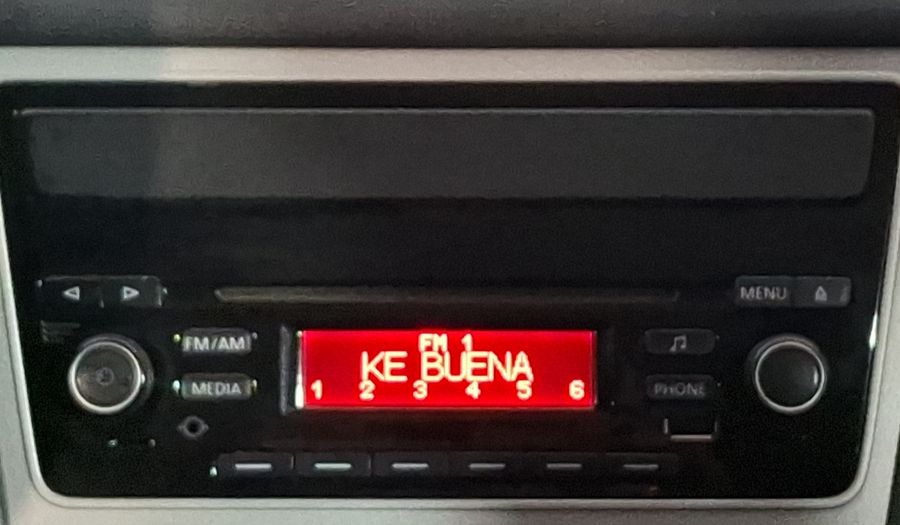 MENU
FM/AM
FM 1
KE BUENA
MEDIA
1 2 3 4 5 6
PHONE